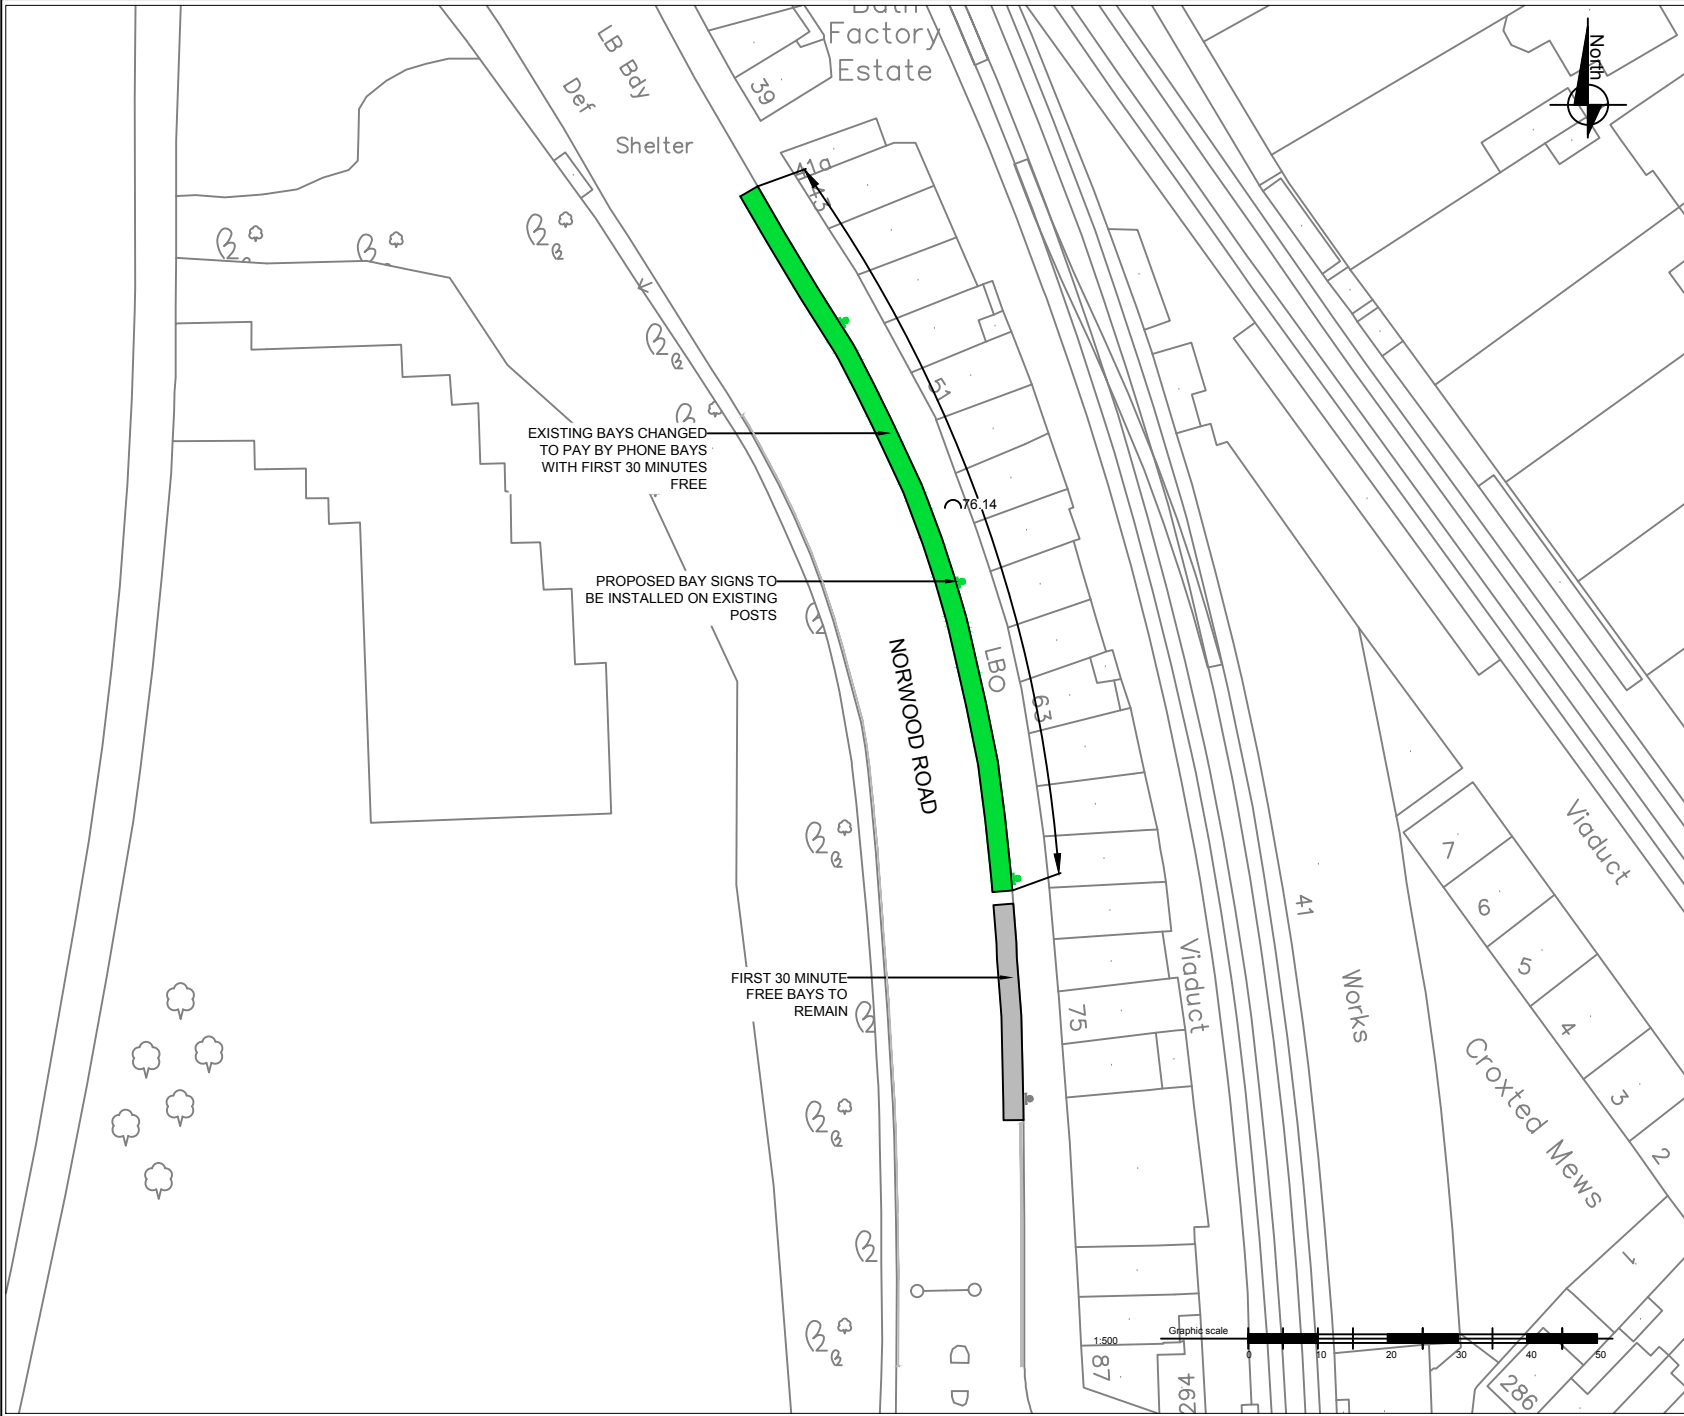 Factory
Estate
North
LB Bdy
Def
Shelter
39
41a
43
51
EXISTING BAYS CHANGED
TO PAY BY PHONE BAYS
WITH FIRST 30 MINUTES
FREE
76.14
PROPOSED BAY SIGNS TO
BE INSTALLED ON EXISTING
POSTS
NORWOOD ROAD
LBO
63
FIRST 30 MINUTE
FREE BAYS TO
REMAIN
75
Viaduct
41
Works
Viaduct
7
6
5
4
3
2
1
Croxted Mews
87
294
286
1:500
Graphic scale
0 10 20 30 40 50